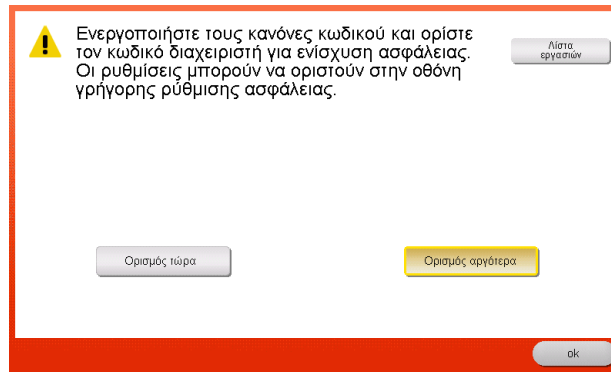 Ενεργοποιήστε τους κανόνες κωδικού και ορίστε
τον κωδικό διαχειριστή για ενίσχυση ασφάλειας.
Οι ρυθμίσεις μπορούν να οριστούν στην οθόνη
γρήγορης ρύθμισης ασφάλειας.
Λίστα
εργασιών
Ορισμός τώρα
Ορισμός αργότερα
ok